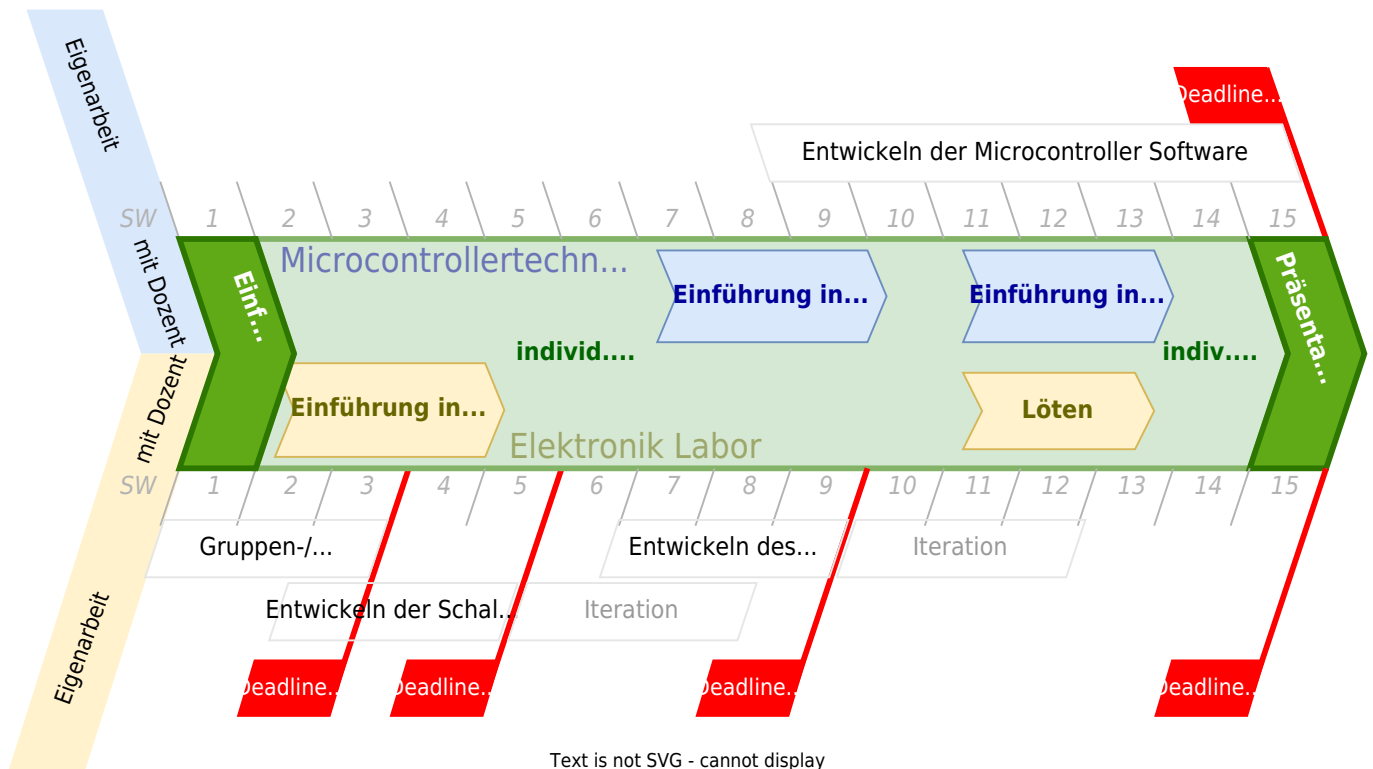 Eigenarbeit
Deadline...
Entwickeln der Microcontroller Software
SW 1 2 3 4 5 6 7 8 9 10 11 12 13 14 15
mit Dozent
Microcontrollertechn...
Einf...
Einführung in...
Einführung in...
Präsenta...
individ....
indiv....
mit Dozent
Einführung in...
Löten
Elektronik Labor
SW 1 2 3 4 5 6 7 8 9 10 11 12 13 14 15
Gruppen-/...
Entwickeln des...
Iteration
Entwickeln der Schal...
Iteration
Eigenarbeit
Deadline...
Deadline...
Deadline...
Deadline...
Text is not SVG - cannot display